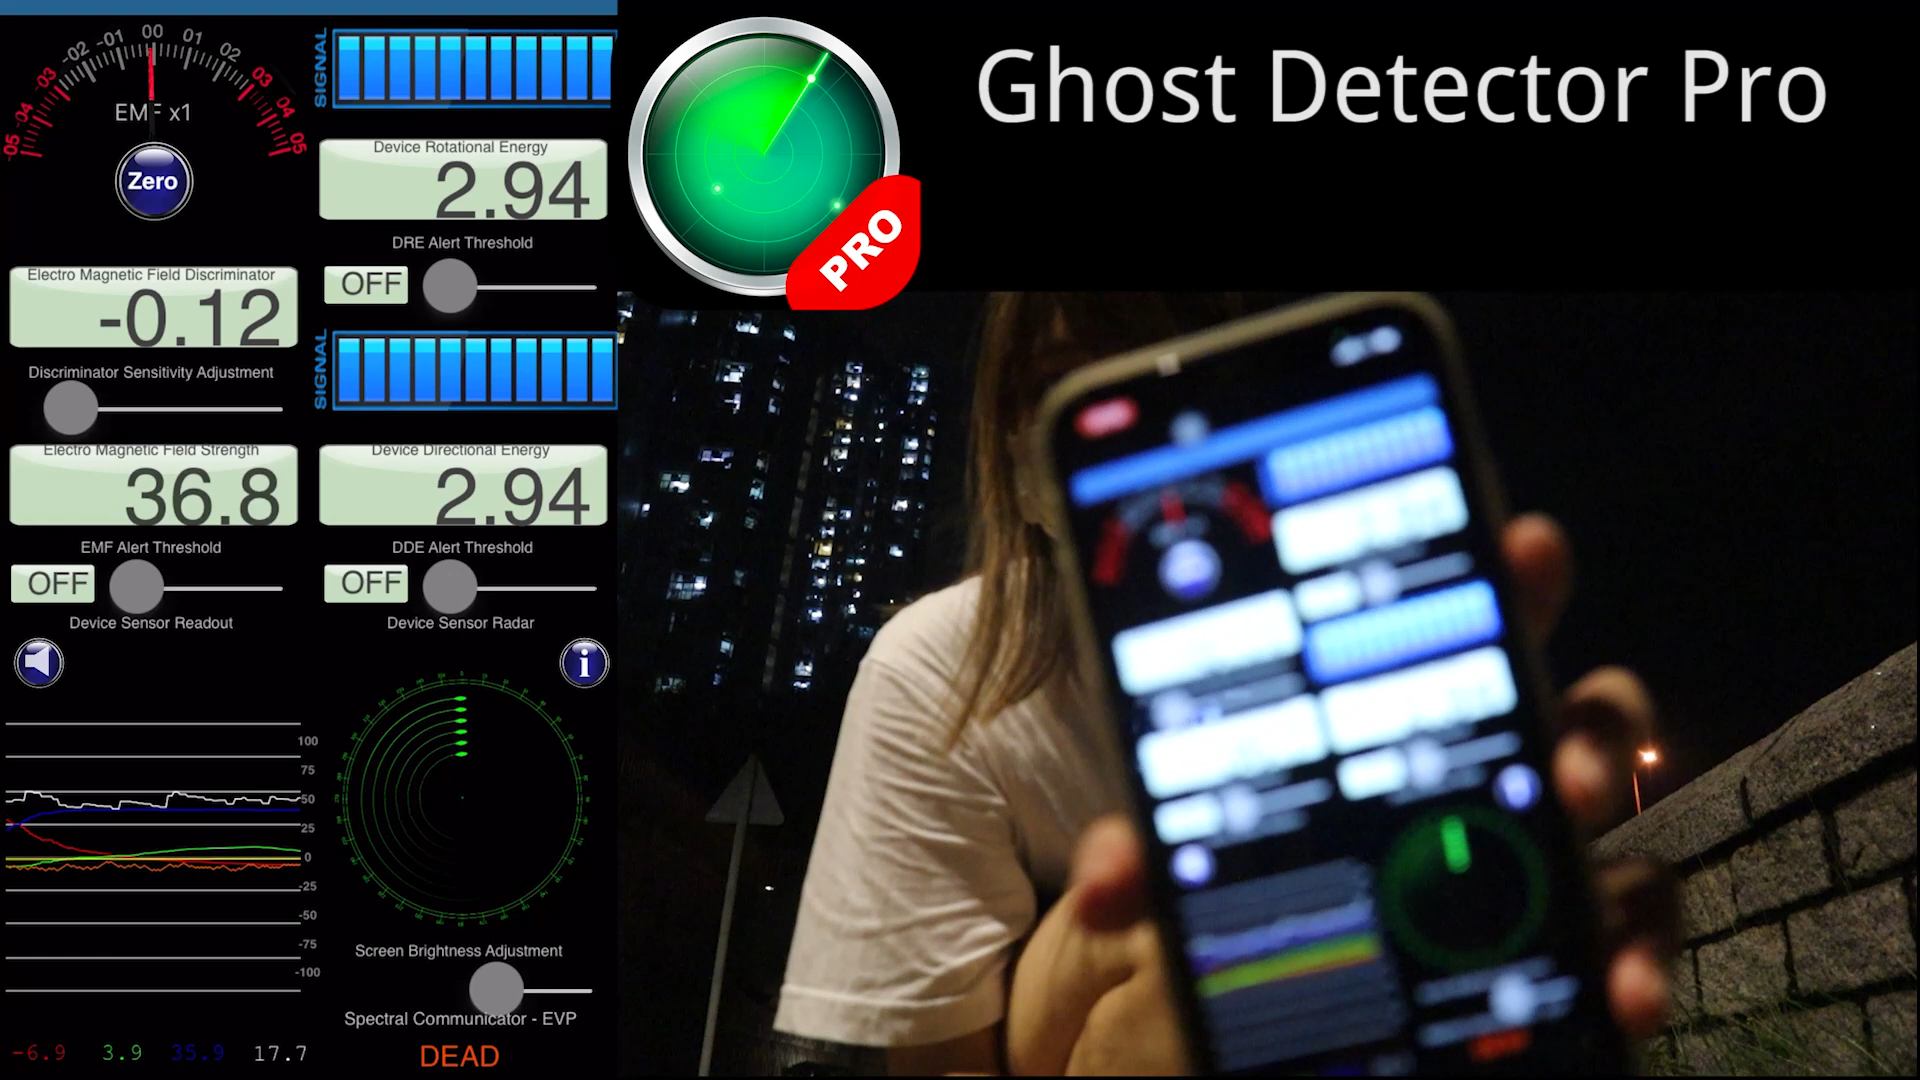 -05 -04 -03 -02 -01 00 01 02 03 04 05
EMF x1
Zero
Electro Magnetic Field Discriminator
-0.12
Discriminator Sensitivity Adjustment
Electro Magnetic Field Strength
36.8
EMF Alert Threshold
OFF
Device Sensor Readout
100
75
50
25
0
-25
-50
-75
-100
-6.9 3.9 35.9 17.7
SIGNAL
Device Rotational Energy
2.94
DRE Alert Threshold
OFF
SIGNAL
Device Directional Energy
2.94
DDE Alert Threshold
OFF
Device Sensor Radar
i
Screen Brightness Adjustment
Spectral Communicator - EVP
DEAD
PRO
Ghost Detector Pro